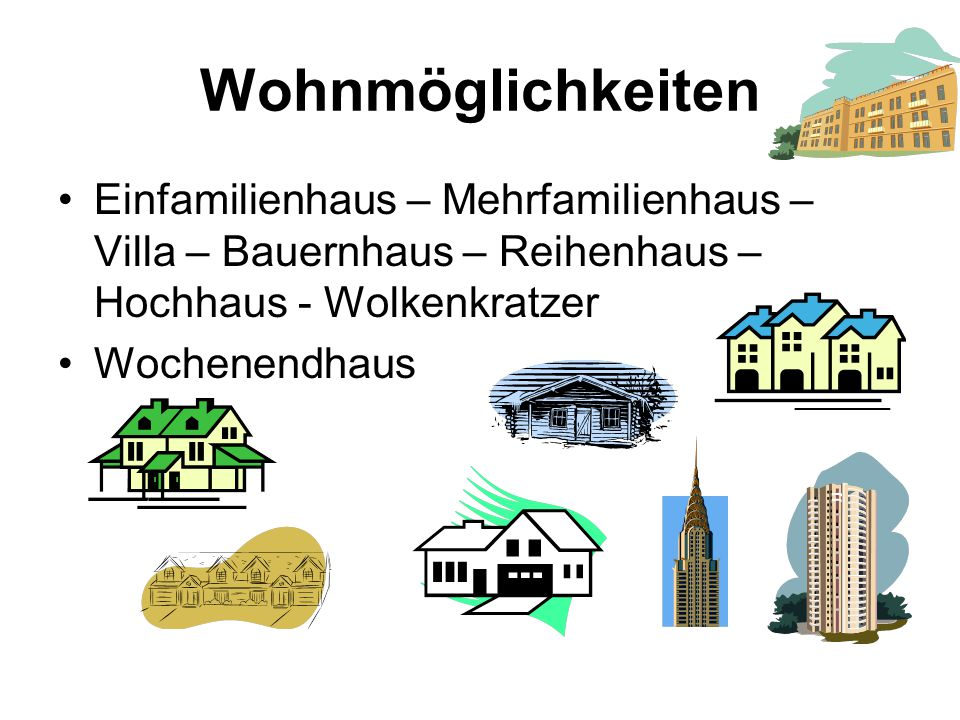 Wohnmöglichkeiten
• Einfamilienhaus – Mehrfamilienhaus –
Villa – Bauernhaus – Reihenhaus –
Hochhaus - Wolkenkratzer
• Wochenendhaus